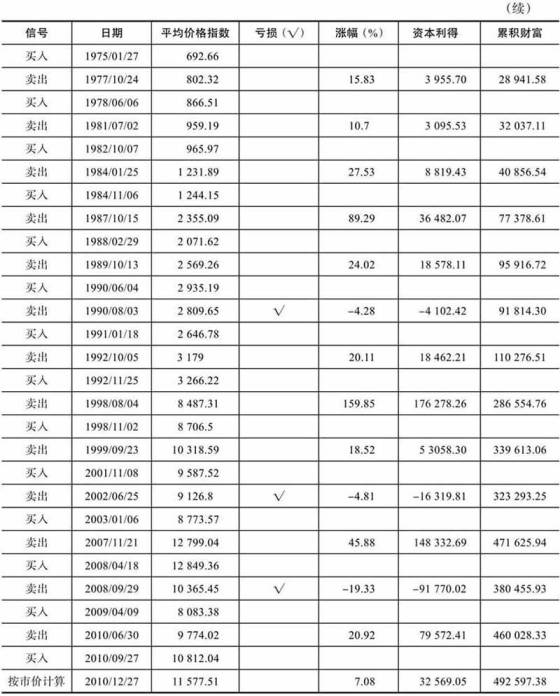 （续）
信号 日期 平均价格指数 亏损（√） 涨幅（%） 资本利得 累积财富
买入 1975/01/27 692.66
卖出 1977/10/24 802.32 15.83 3 955.70 28 941.58
买入 1978/06/06 866.51
卖出 1981/07/02 959.19 10.7 3 095.53 32 037.11
买入 1982/10/07 965.97
卖出 1984/01/25 1 231.89 27.53 8 819.43 40 856.54
买入 1984/11/06 1 244.15
卖出 1987/10/15 2 355.09 89.29 36 482.07 77 378.61
买入 1988/02/29 2 071.62
卖出 1989/10/13 2 569.26 24.02 18 578.11 95 916.72
买入 1990/06/04 2 935.19
卖出 1990/08/03 2 809.65 √ -4.28 -4 102.42 91 814.30
买入 1991/01/18 2 646.78
卖出 1992/10/05 3 179 20.11 18 462.21 110 276.51
买入 1992/11/25 3 266.22
卖出 1998/08/04 8 487.31 159.85 176 278.26 286 554.76
买入 1998/11/02 8 706.5
卖出 1999/09/23 10 318.59 18.52 5 3058.30 339 613.06
买入 2001/11/08 9 587.52
卖出 2002/06/25 9 126.8 √ -4.81 -16 319.81 323 293.25
买入 2003/01/06 8 773.57
卖出 2007/11/21 12 799.04 45.88 148 332.69 471 625.94
买入 2008/04/18 12 849.36
卖出 2008/09/29 10 365.45 √ -19.33 -91 770.02 380 455.93
买入 2009/04/09 8 083.38
卖出 2010/06/30 9 774.02 20.92 79 572.41 460 028.33
买入 2010/09/27 10 812.04
按市价计算 2010/12/27 11 577.51 7.08 32 569.05 492 597.38